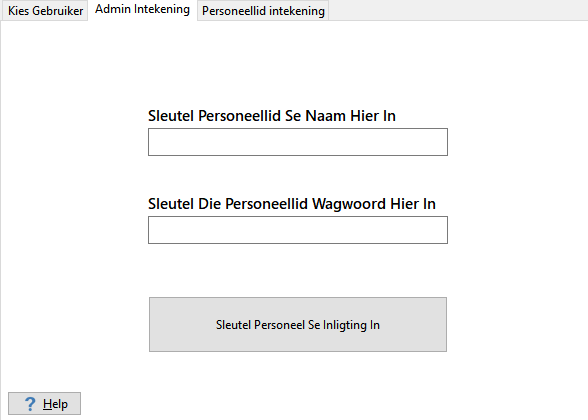 Kies Gebruiker
Admin Intekening
Personeellid intekening
Sleutel Personeellid Se Naam Hier In
Sleutel Die Personeellid Wagwoord Hier In
Sleutel Personeel Se Inligting In
? Help